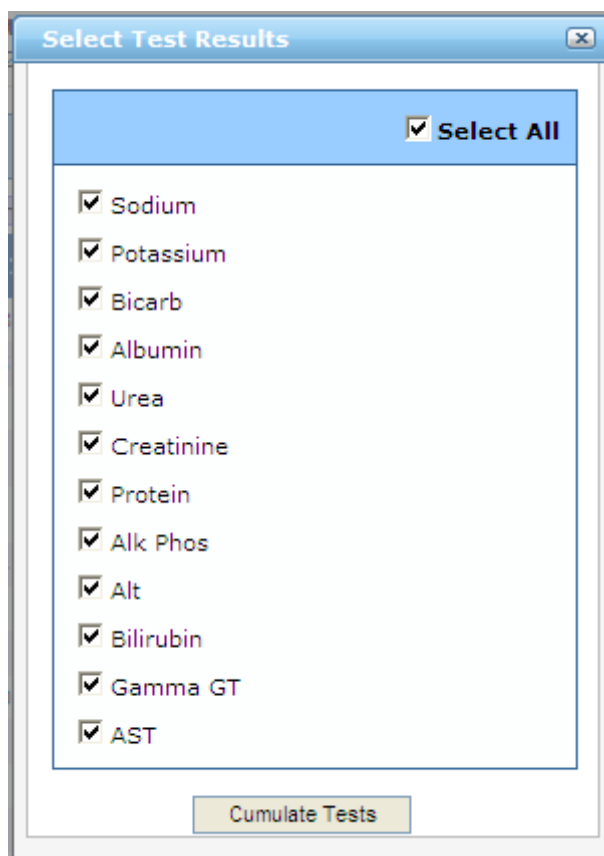 Select Test Results
Select All
Sodium
Potassium
Bicarb
Albumin
Urea
Creatinine
Protein
Alk Phos
Alt
Bilirubin
Gamma GT
AST
Cumulate Tests